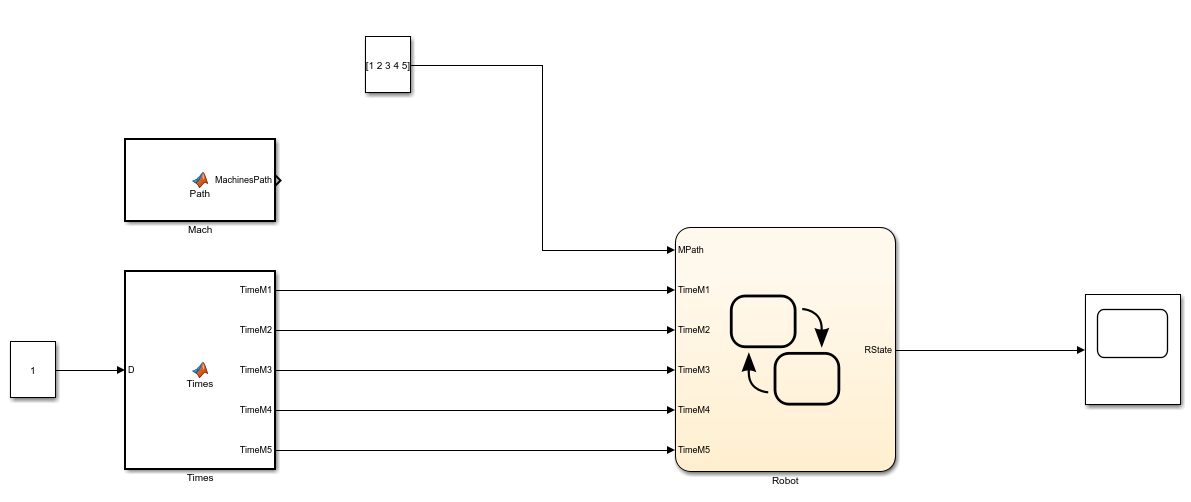 [1 2 3 4 5]
MachinesPath
Path
Mach
MPath
TimeM1
TimeM2
TimeM3
TimeM4
TimeM5
1
D
Times
Times
TimeM1
TimeM2
TimeM3
TimeM4
TimeM5
RState
Robot